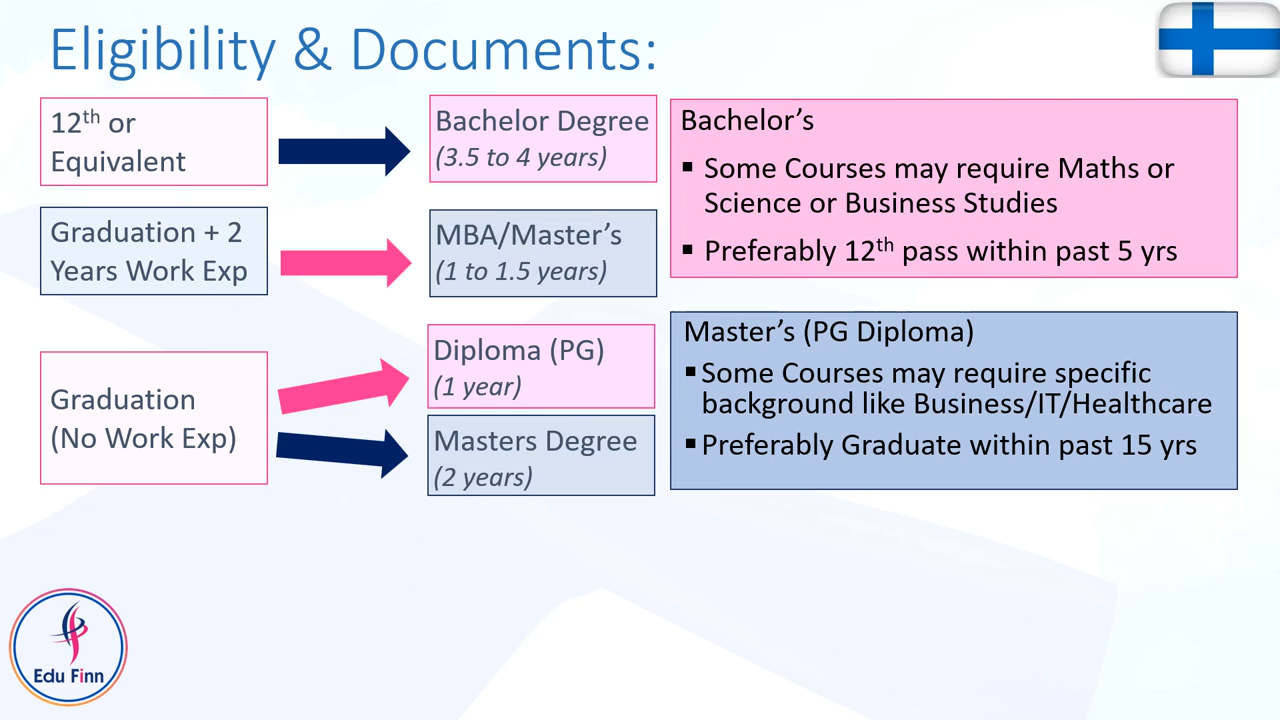 Eligibility & Documents:
12th or
Equivalent
Bachelor Degree
(3.5 to 4 years)
Graduation + 2
Years Work Exp
MBA/Master’s
(1 to 1.5 years)
Graduation
(No Work Exp)
Diploma (PG)
(1 year)
Masters Degree
(2 years)
Bachelor’s
▪ Some Courses may require Maths or
Science or Business Studies
▪ Preferably 12th pass within past 5 yrs
Master’s (PG Diploma)
▪ Some Courses may require specific
background like Business/IT/Healthcare
▪ Preferably Graduate within past 15 yrs
Edu Finn